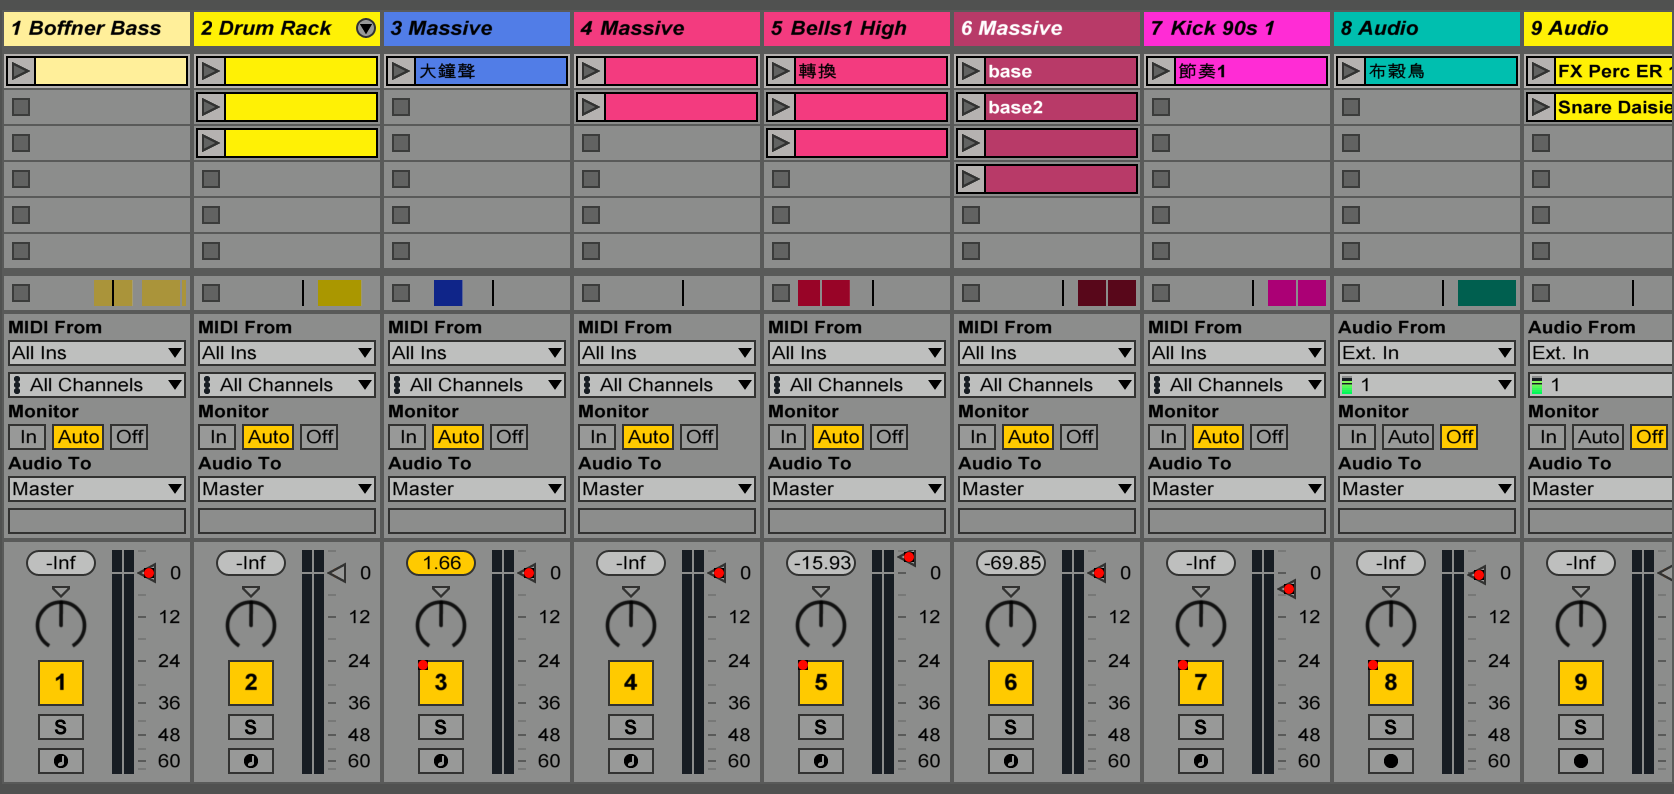 1 Boffner Bass 2 Drum Rack 3 Massive 4 Massive 5 Bells1 High 6 Massive 7 Kick 90s 1 8 Audio 9 Audio
大鐘聲 轉換 base 節奏1 布穀鳥 FX Perc ER
base2 Snare Daisie
MIDI From MIDI From MIDI From MIDI From MIDI From MIDI From MIDI From Audio From Audio From
All Ins All Ins All Ins All Ins All Ins All Ins All Ins Ext. In Ext. In
All Channels All Channels All Channels All Channels All Channels All Channels All Channels 1 1
Monitor Monitor Monitor Monitor Monitor Monitor Monitor Monitor Monitor
In Auto Off In Auto Off In Auto Off In Auto Off In Auto Off In Auto Off In Auto Off In Auto Off In Auto Off
Audio To Audio To Audio To Audio To Audio To Audio To Audio To Audio To Audio To
Master Master Master Master Master Master Master Master Master
-Inf 0 -Inf 0 1.66 0 -Inf 0 -15.93 0 -69.85 0 -Inf 0 -Inf 0 -Inf
12 12 12 12 12 12 12 12
24 24 24 24 24 24 24 24
1 2 3 4 5 6 7 8 9
36 36 36 36 36 36 36 36
S S S S S S S S S
48 48 48 48 48 48 48 48
60 60 60 60 60 60 60 60